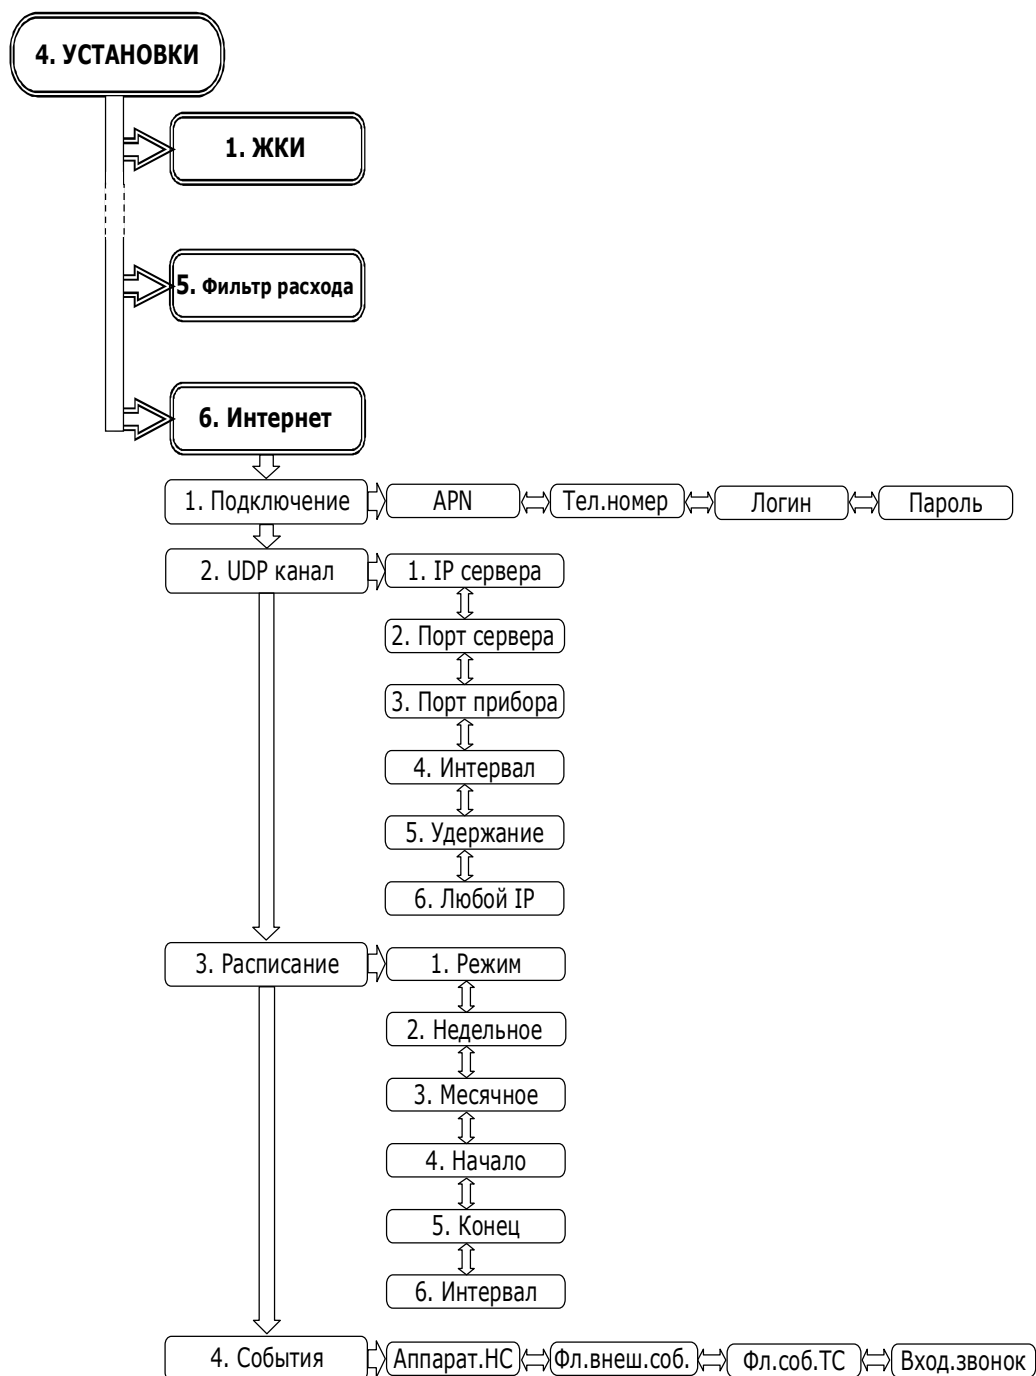 4. УСТАНОВКИ
1. ЖКИ
5. Фильтр расхода
6. Интернет
1. Подключение
APN
Тел.номер
Логин
Пароль
2. UDP канал
1. IP сервера
2. Порт сервера
3. Порт прибора
4. Интервал
5. Удержание
6. Любой IP
3. Расписание
1. Режим
2. Недельное
3. Месячное
4. Начало
5. Конец
6. Интервал
4. События
Аппарат.НС
Фл.внеш.соб.
Фл.соб.ТС
Вход.звонок